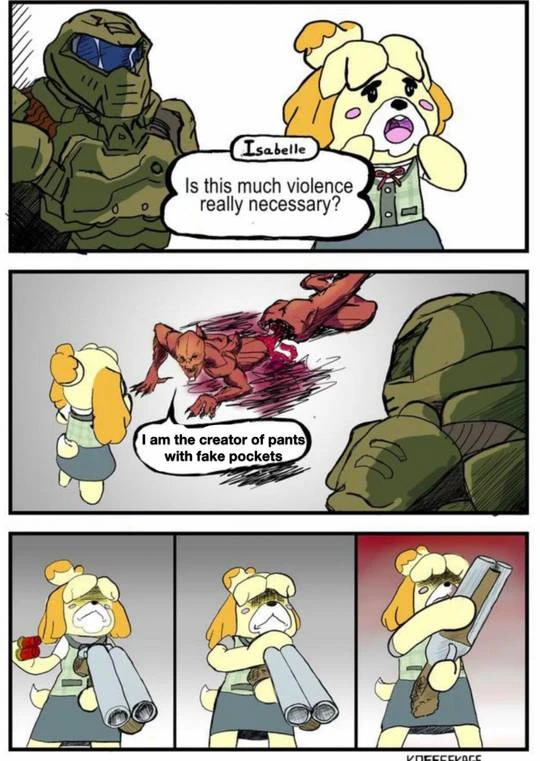 Isabelle
Is this much violence
really necessary?
I am the creator of pants
with fake pockets